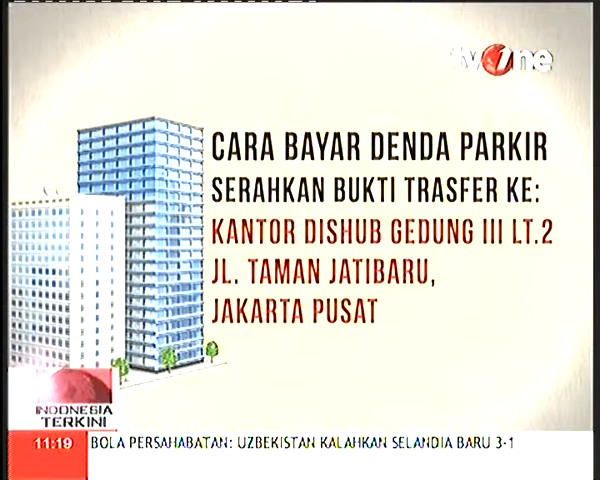 tvOne
CARA BAYAR DENDA PARKIR
SERAHKAN BUKTI TRASFER KE:
KANTOR DISHUB GEDUNG III LT.2
JL. TAMAN JATIBARU,
JAKARTA PUSAT
INDONESIA
TERKINI
11:19 BOLA PERSAHABATAN: UZBEKISTAN KALAHKAN SELANDIA BARU 3-1